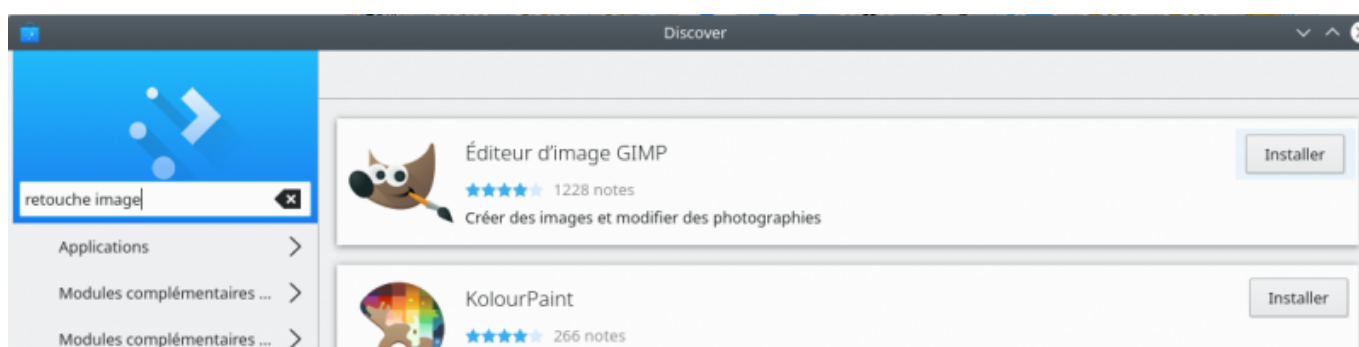 Discover
retouche image
Applications
Modules complémentaires ...
Modules complémentaires ...
Éditeur d'image GIMP
1228 notes
Créer des images et modifier des photographies
Installer
KolourPaint
266 notes
Installer